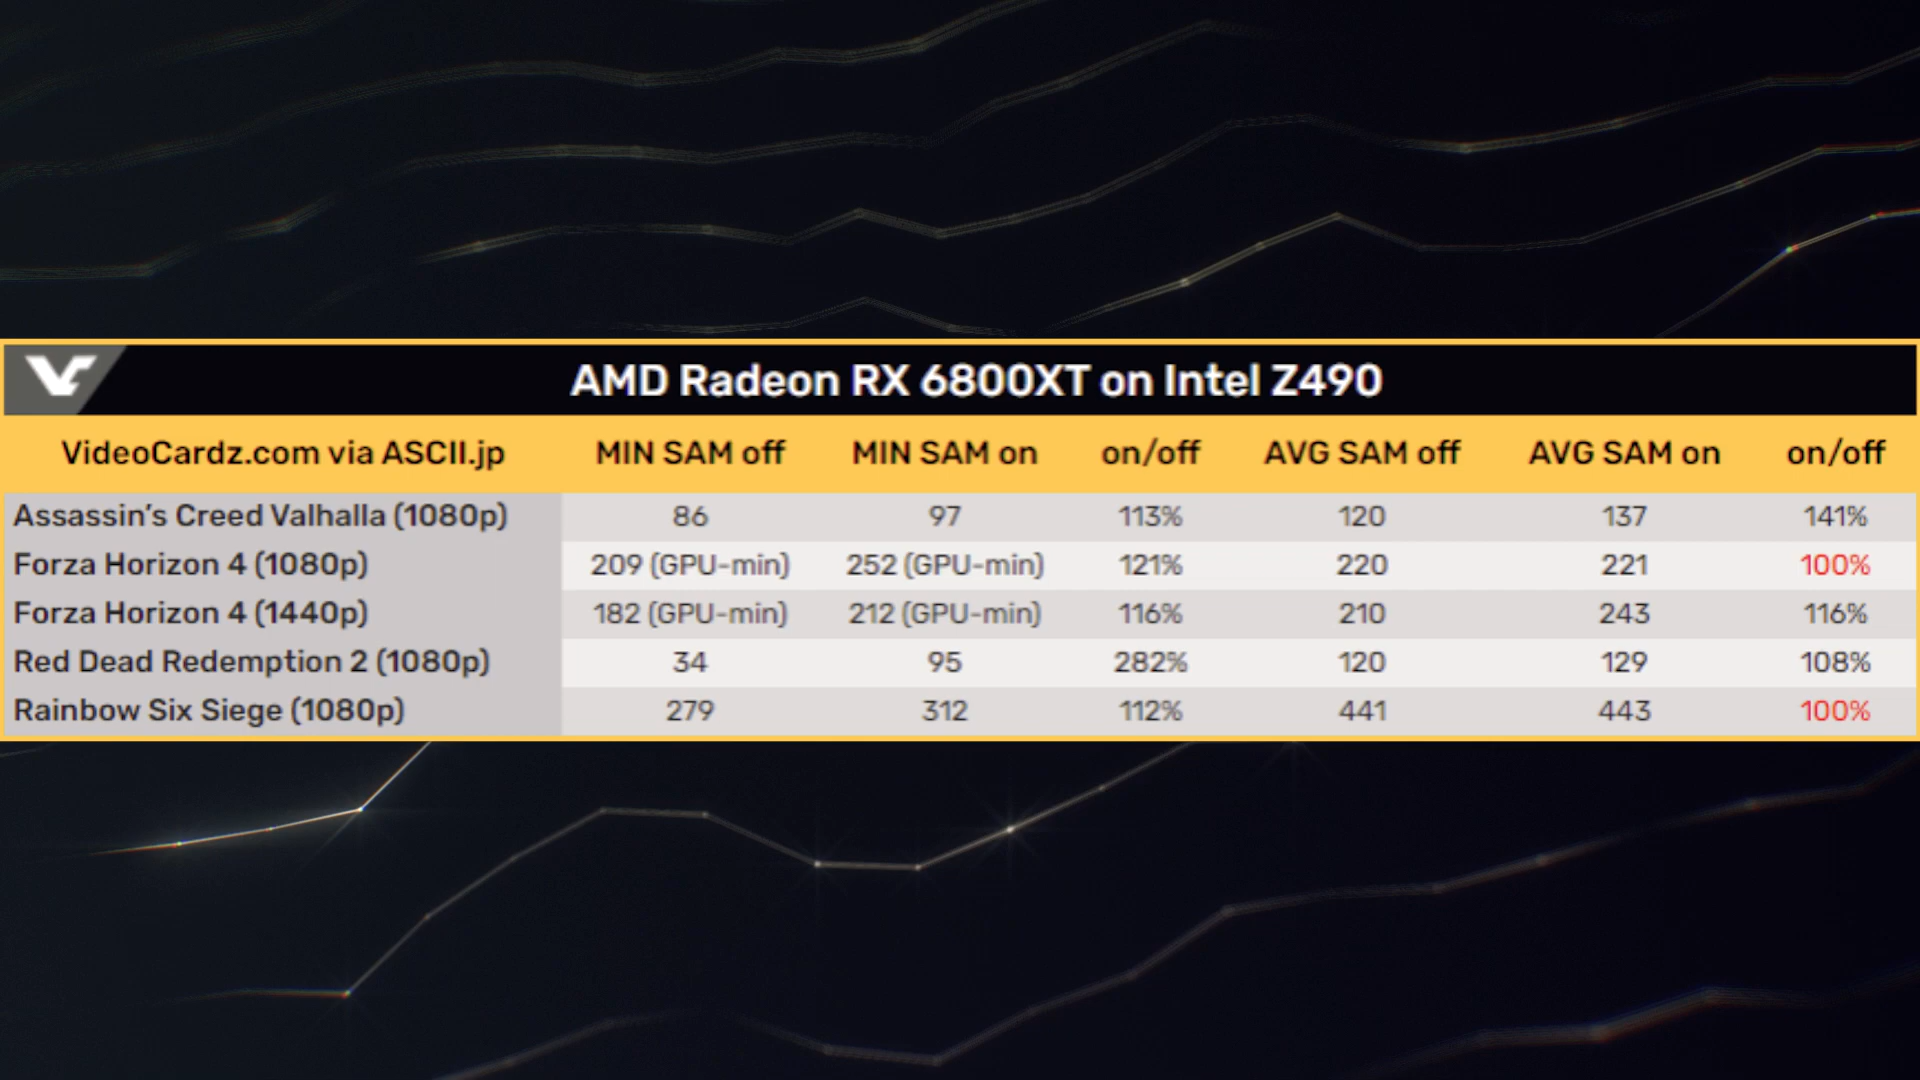 AMD Radeon RX 6800XT on Intel Z490
VideoCardz.com via ASCII.jp MIN SAM off MIN SAM on on/off AVG SAM off AVG SAM on on/off
Assassin's Creed Valhalla (1080p) 86 97 113% 120 137 141%
Forza Horizon 4 (1080p) 209 (GPU-min) 252 (GPU-min) 121% 220 221 100%
Forza Horizon 4 (1440p) 182 (GPU-min) 212 (GPU-min) 116% 210 243 116%
Red Dead Redemption 2 (1080p) 34 95 282% 120 129 108%
Rainbow Six Siege (1080p) 279 312 112% 441 443 100%